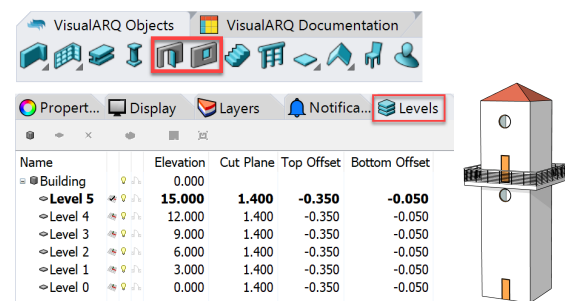 VisualARQ Objects VisualARQ Documentation
Propert... Display Layers Notifica... Levels
Name Elevation Cut Plane Top Offset Bottom Offset
Building 0.000
Level 5 15.000 1.400 -0.350 -0.050
Level 4 12.000 1.400 -0.350 -0.050
Level 3 9.000 1.400 -0.350 -0.050
Level 2 6.000 1.400 -0.350 -0.050
Level 1 3.000 1.400 -0.350 -0.050
Level 0 0.000 1.400 -0.350 -0.050